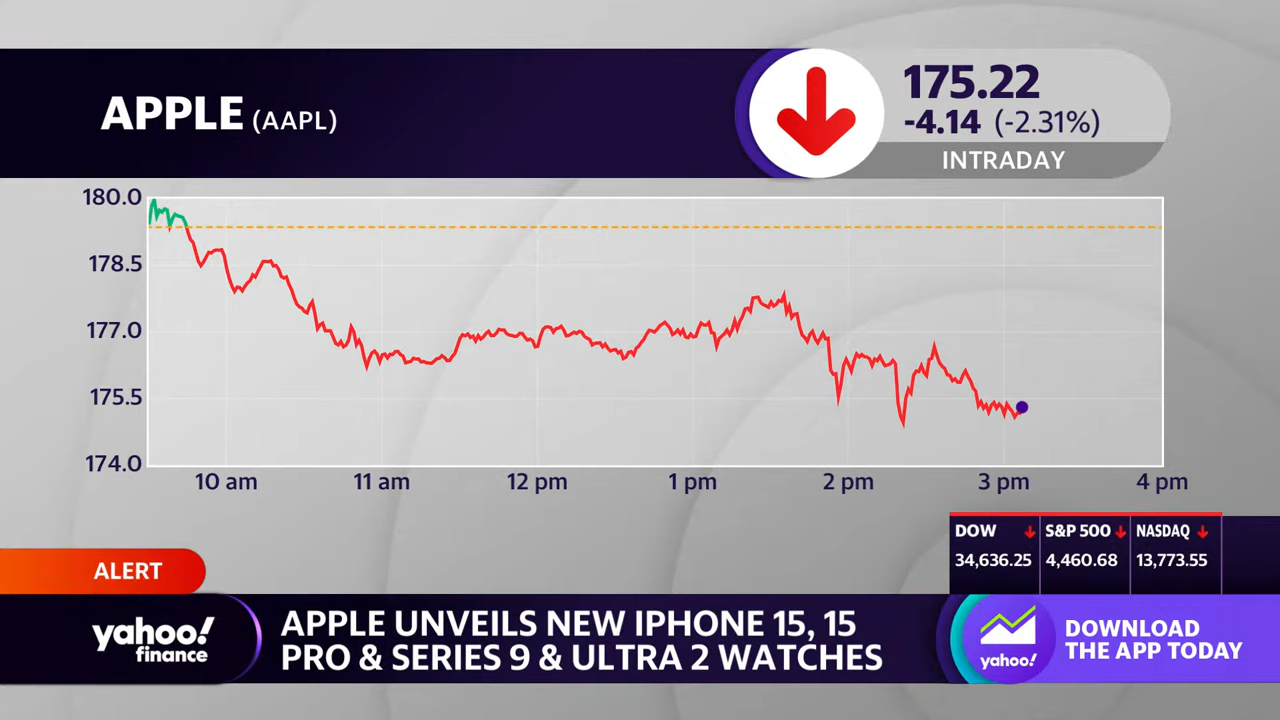 APPLE (AAPL)
175.22
-4.14 (-2.31%)
INTRADAY
180.0
178.5
177.0
175.5
174.0
10 am 11 am 12 pm 1 pm 2 pm 3 pm 4 pm
DOW S&P 500 NASDAQ
34,636.25 4,460.68 13,773.55
ALERT
yahoo!
finance
APPLE UNVEILS NEW IPHONE 15, 15
PRO & SERIES 9 & ULTRA 2 WATCHES
yahoo!
DOWNLOAD
THE APP TODAY